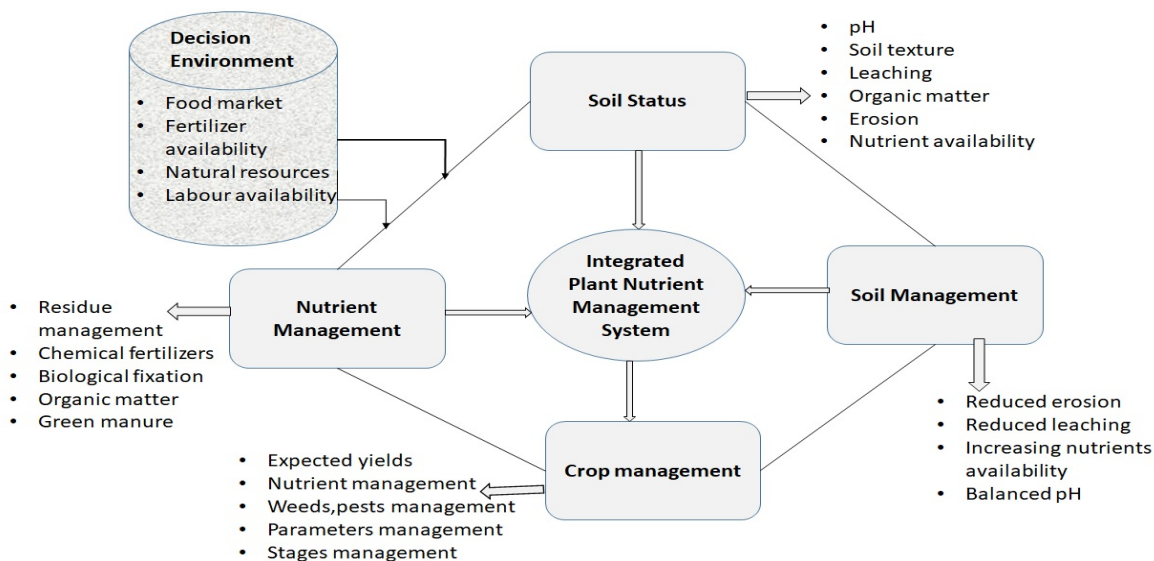 Decision
Environment
• Food market
• Fertilizer
availability
• Natural resources
• Labour availability
Soil Status
• pH
• Soil texture
• Leaching
• Organic matter
• Erosion
• Nutrient availability
Integrated
Plant Nutrient
Management
System
Nutrient
Management
Soil Management
• Residue
management
• Chemical fertilizers
• Biological fixation
• Organic matter
• Green manure
• Reduced erosion
• Reduced leaching
• Increasing nutrients
availability
• Balanced pH
Crop management
• Expected yields
• Nutrient management
• Weeds,pests management
• Parameters management
• Stages management